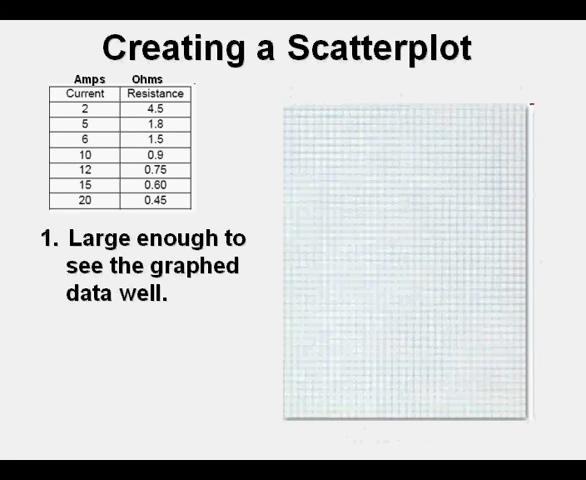 Creating a Scatterplot
Amps Ohms
Current Resistance
2 4.5
5 1.8
6 1.5
10 0.9
12 0.75
15 0.60
20 0.45
1. Large enough to
see the graphed
data well.